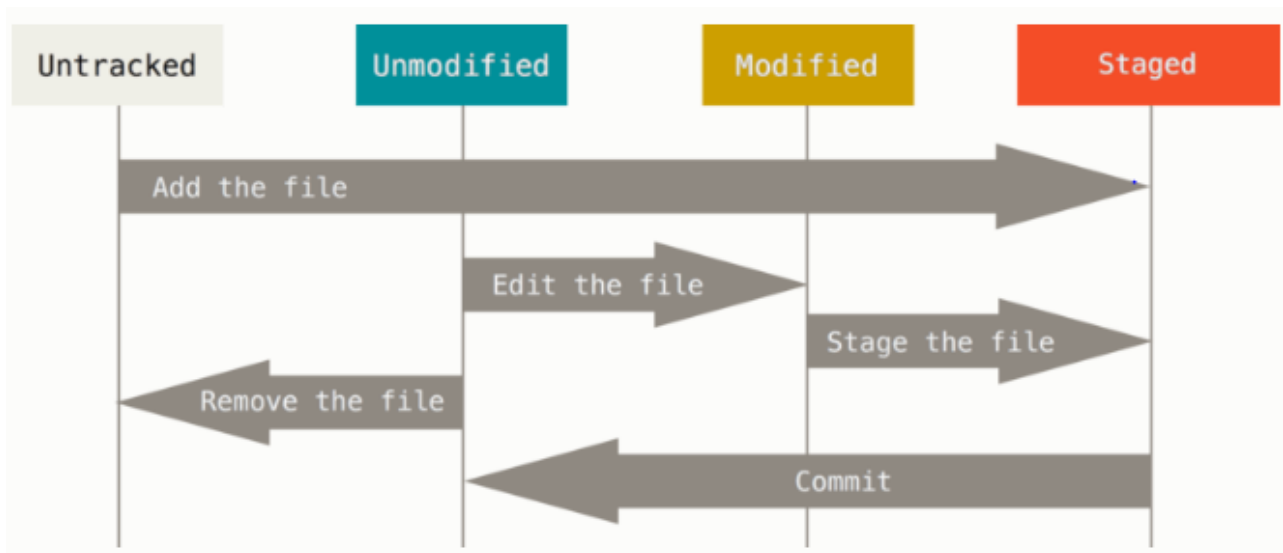 Untracked
Unmodified
Modified
Staged
Add the file
Edit the file
Stage the file
Remove the file
Commit